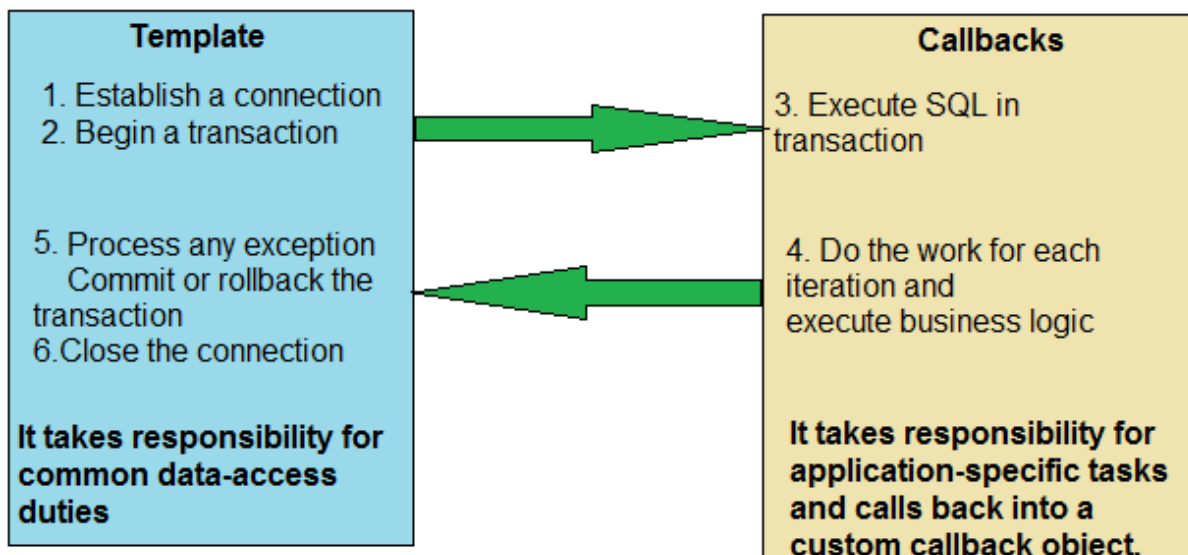 Template
1. Establish a connection
2. Begin a transaction
5. Process any exception
Commit or rollback the
transaction
6.Close the connection
It takes responsibility for
common data-access
duties
Callbacks
3. Execute SQL in
transaction
4. Do the work for each
iteration and
execute business logic
It takes responsibility for
application-specific tasks
and calls back into a
custom callback object.